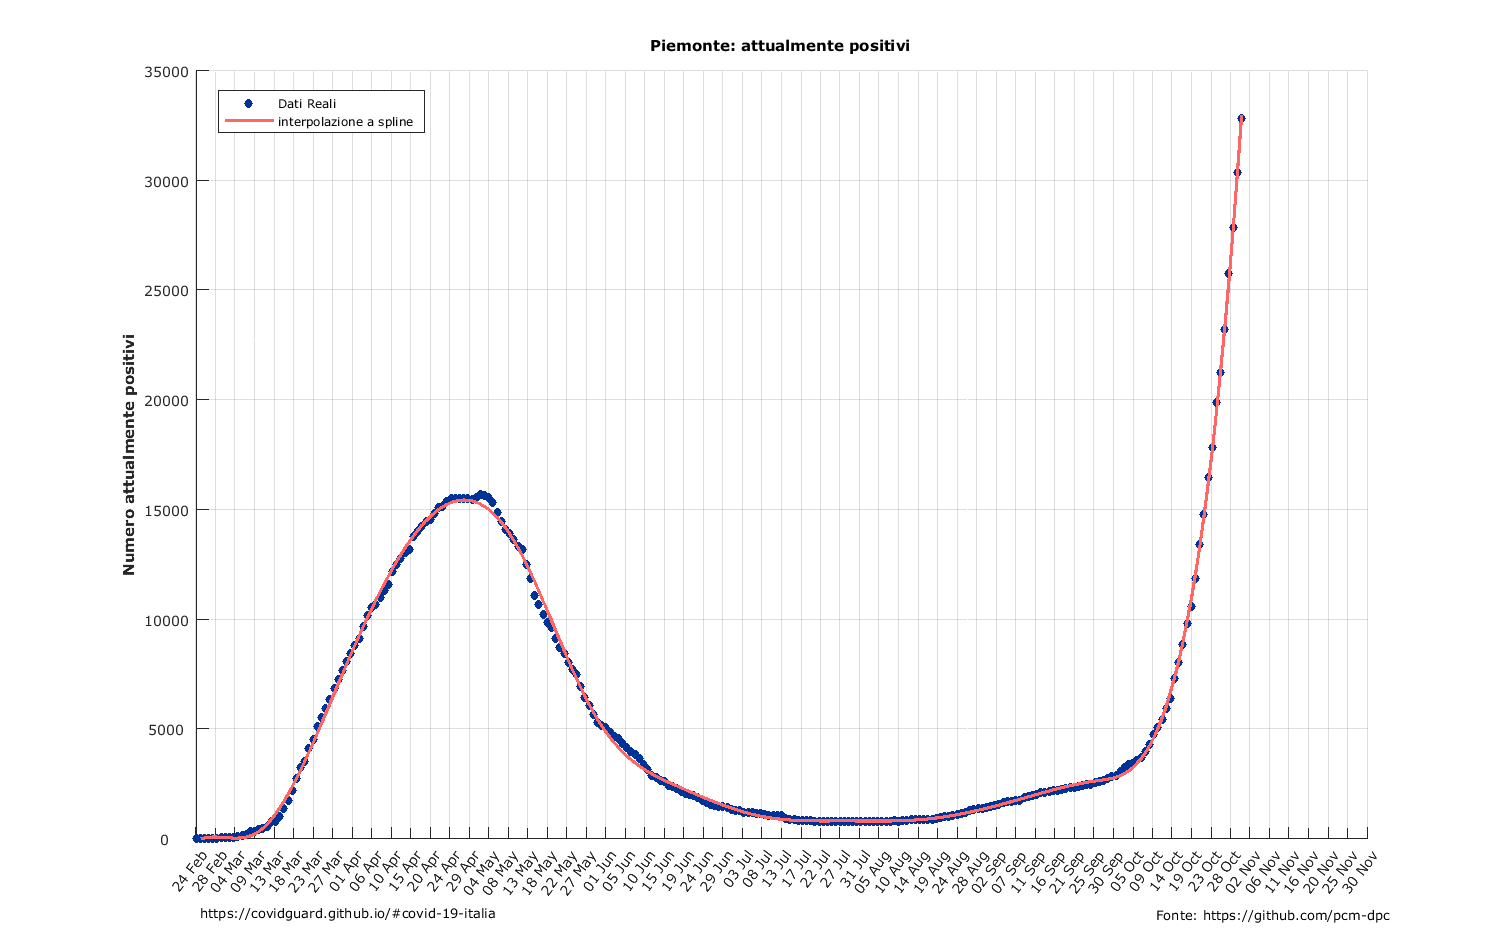 Piemonte: attualmente positivi
Dati Reali
interpolazione a spline
Numero attualmente positivi
35000
30000
25000
20000
15000
10000
5000
0
24 Feb
28 Feb
04 Mar
09 Mar
13 Mar
18 Mar
23 Mar
27 Mar
01 Apr
06 Apr
10 Apr
15 Apr
20 Apr
24 Apr
29 Apr
04 May
08 May
13 May
18 May
22 May
27 May
01 Jun
05 Jun
10 Jun
15 Jun
19 Jun
24 Jun
29 Jun
03 Jul
08 Jul
13 Jul
17 Jul
22 Jul
27 Jul
31 Jul
05 Aug
10 Aug
14 Aug
19 Aug
24 Aug
28 Aug
02 Sep
07 Sep
11 Sep
16 Sep
21 Sep
25 Sep
30 Sep
05 Oct
09 Oct
14 Oct
19 Oct
23 Oct
28 Oct
02 Nov
06 Nov
11 Nov
16 Nov
20 Nov
25 Nov
30 Nov
https://covidguard.github.io/#covid-19-italia
Fonte: https://github.com/pcm-dpc